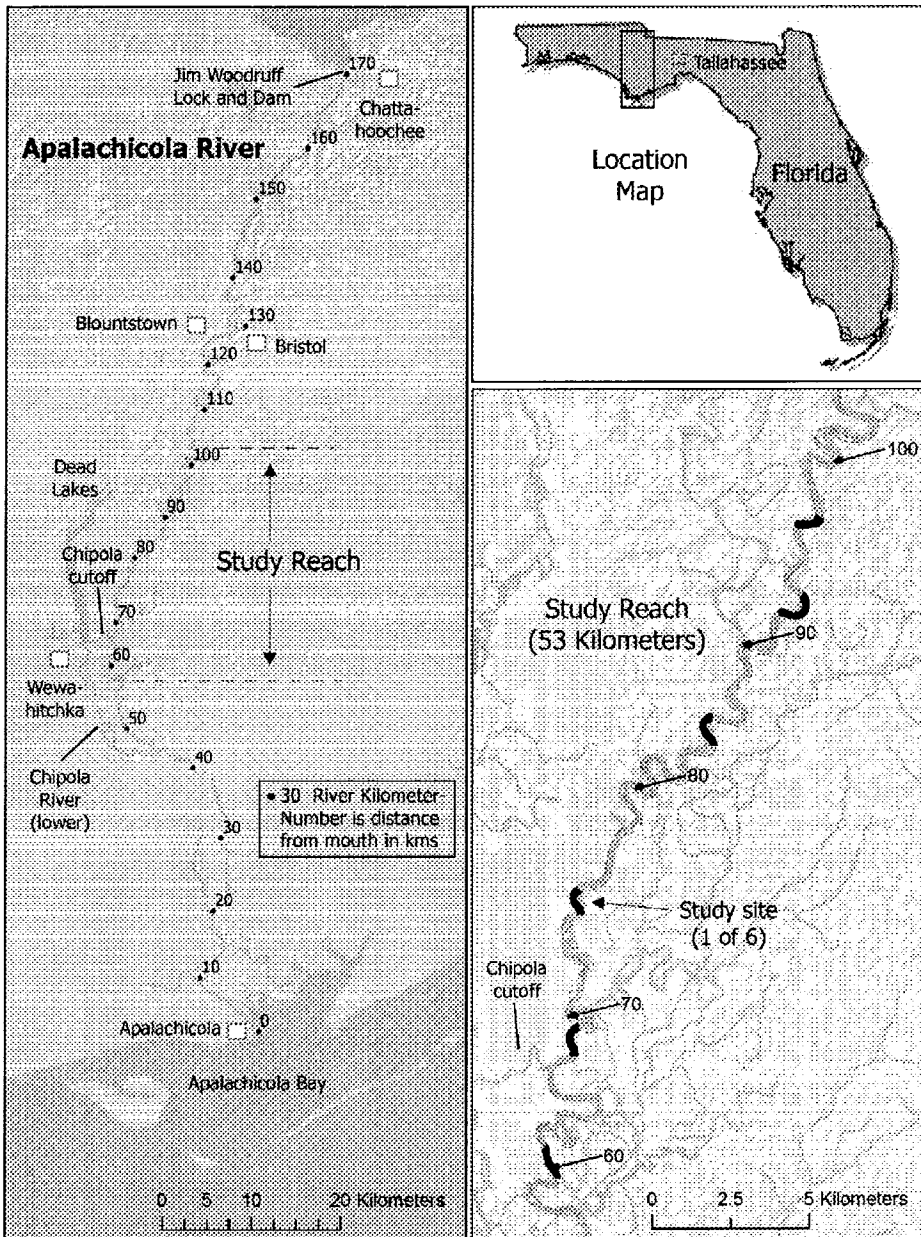 Jim Woodruff
Lock and Dam
170
Chatta-
hoochee
Apalachicola River
160
150
140
Blountstown
130
Bristol
120
110
100
Dead
Lakes
90
80
Chipola
cutoff
Study Reach
70
60
Wewa-
hitchka
50
Chipola
River
(lower)
40
• 30 River Kilometer-
Number is distance
from mouth in kms
30
20
10
Apalachicola
0
Apalachicola Bay
0 5 10 20 Kilometers
Tallahassee
Location
Map
Florida
100
Study Reach
(53 Kilometers)
90
80
Study site
(1 of 6)
Chipola
cutoff
70
60
0 2.5 5 Kilometers